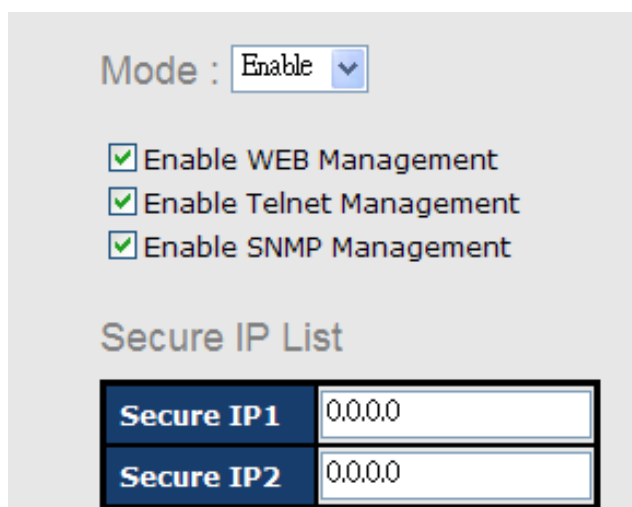 Mode : Enable
Enable WEB Management
Enable Telnet Management
Enable SNMP Management
Secure IP List
Secure IP1 0.0.0.0
Secure IP2 0.0.0.0